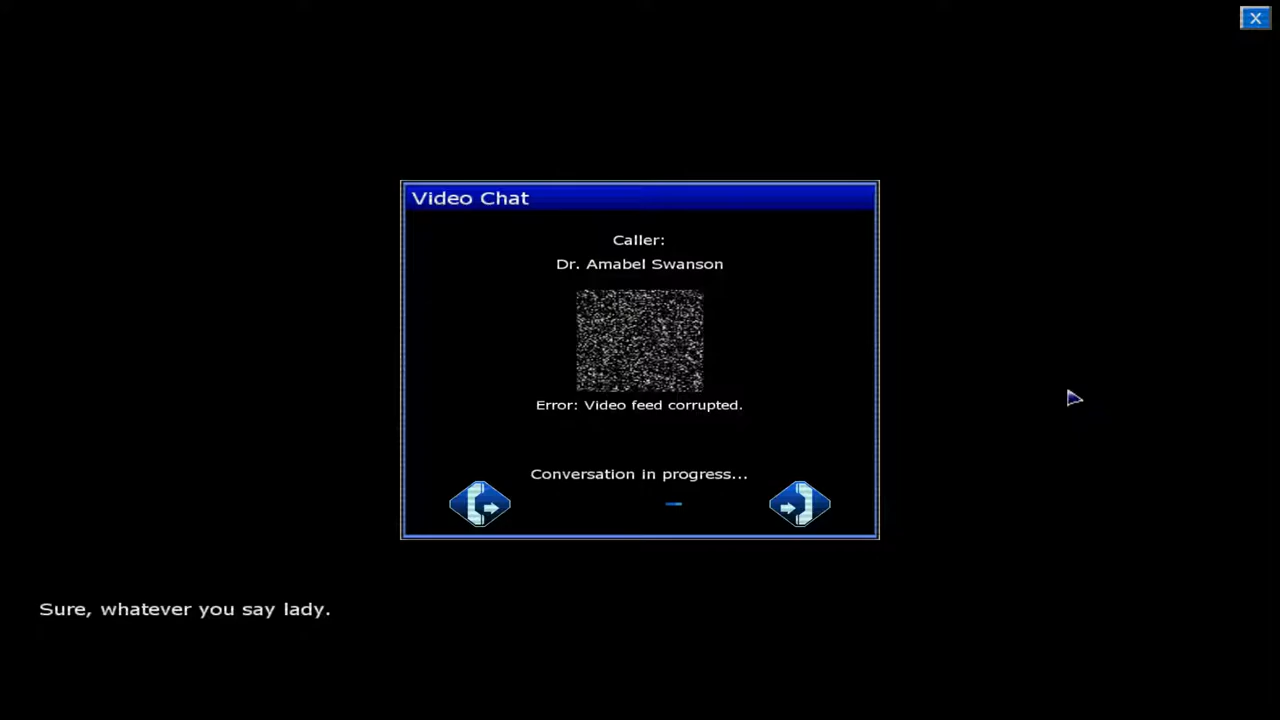 X
Video Chat
Caller:
Dr. Amabel Swanson
Error: Video feed corrupted.
Conversation in progress...
Sure, whatever you say lady.